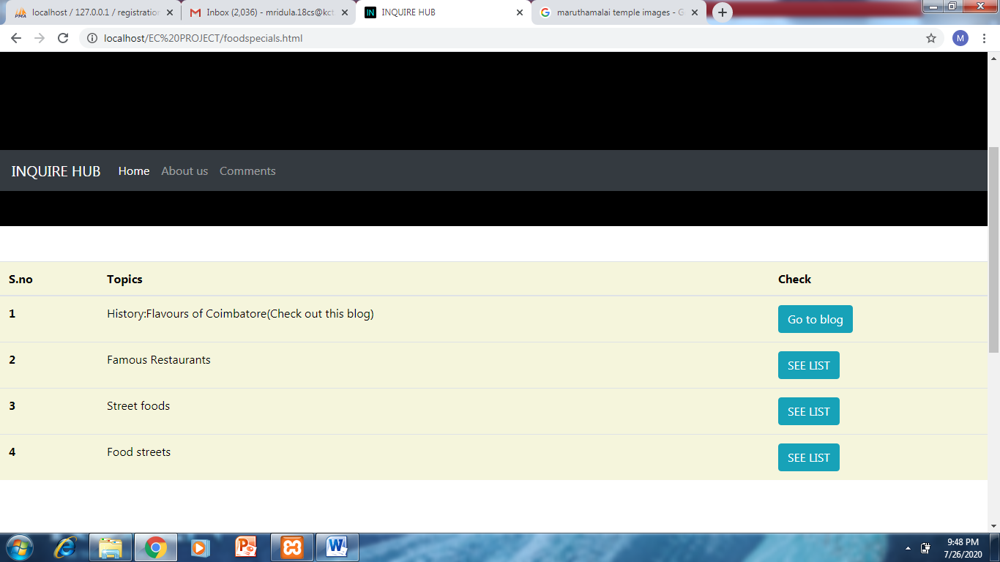 localhost / 127.0.0.1 / registration
Inbox (2,036) - mridula.18cs@kct.
IN INQUIRE HUB
maruthamalai temple images - G
localhost/EC%20PROJECT/foodspecials.html
M
INQUIRE HUB Home About us Comments
S.no Topics Check
1 History:Flavours of Coimbatore(Check out this blog) Go to blog
2 Famous Restaurants SEE LIST
3 Street foods SEE LIST
4 Food streets SEE LIST
9:48 PM
7/26/2020